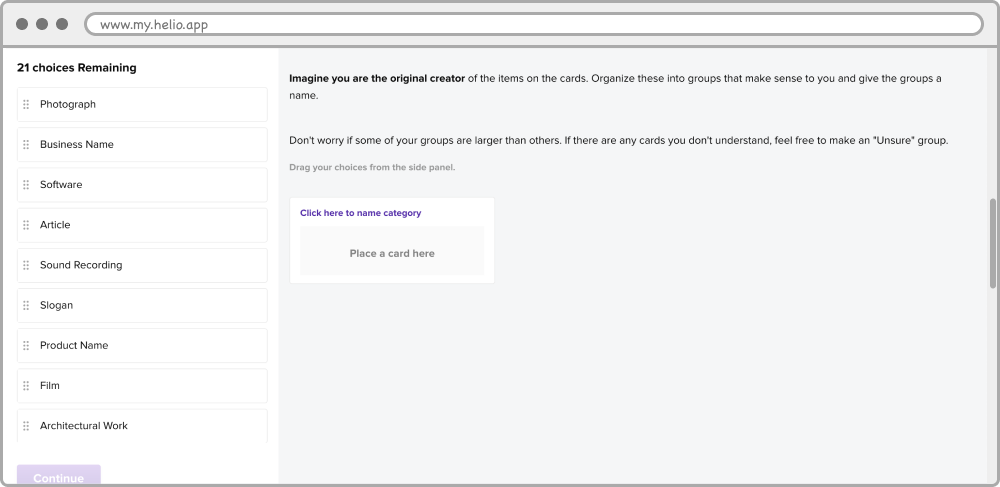 www.my.helio.app
21 choices Remaining
Photograph
Business Name
Software
Article
Sound Recording
Slogan
Product Name
Film
Architectural Work
Continue
Imagine you are the original creator of the items on the cards. Organize these into groups that make sense to you and give the groups a
name.
Don't worry if some of your groups are larger than others. If there are any cards you don't understand, feel free to make an "Unsure" group.
Drag your choices from the side panel.
Click here to name category
Place a card here